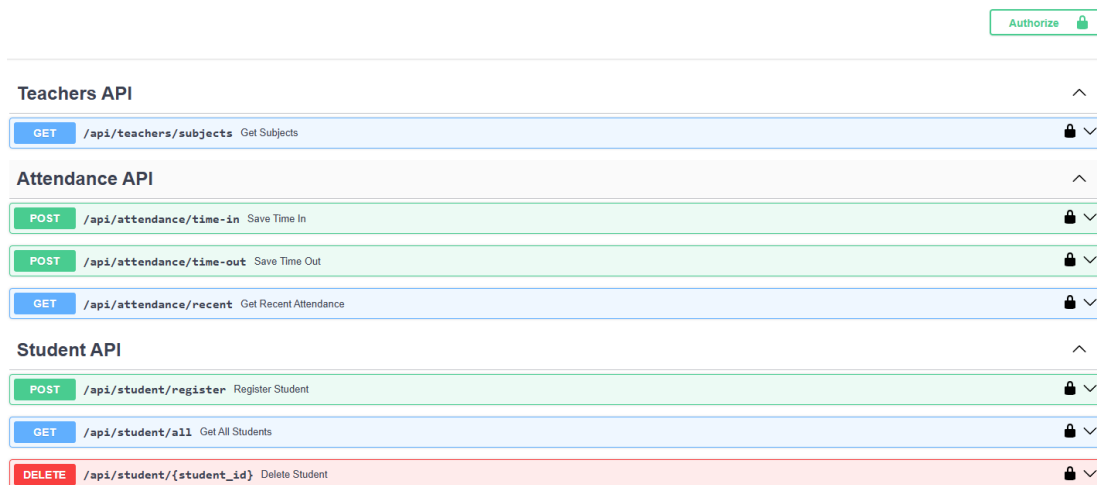 Authorize
Teachers API
GET /api/teachers/subjects Get Subjects
Attendance API
POST /api/attendance/time-in Save Time In
POST /api/attendance/time-out Save Time Out
GET /api/attendance/recent Get Recent Attendance
Student API
POST /api/student/register Register Student
GET /api/student/all Get All Students
DELETE /api/student/{student_id} Delete Student